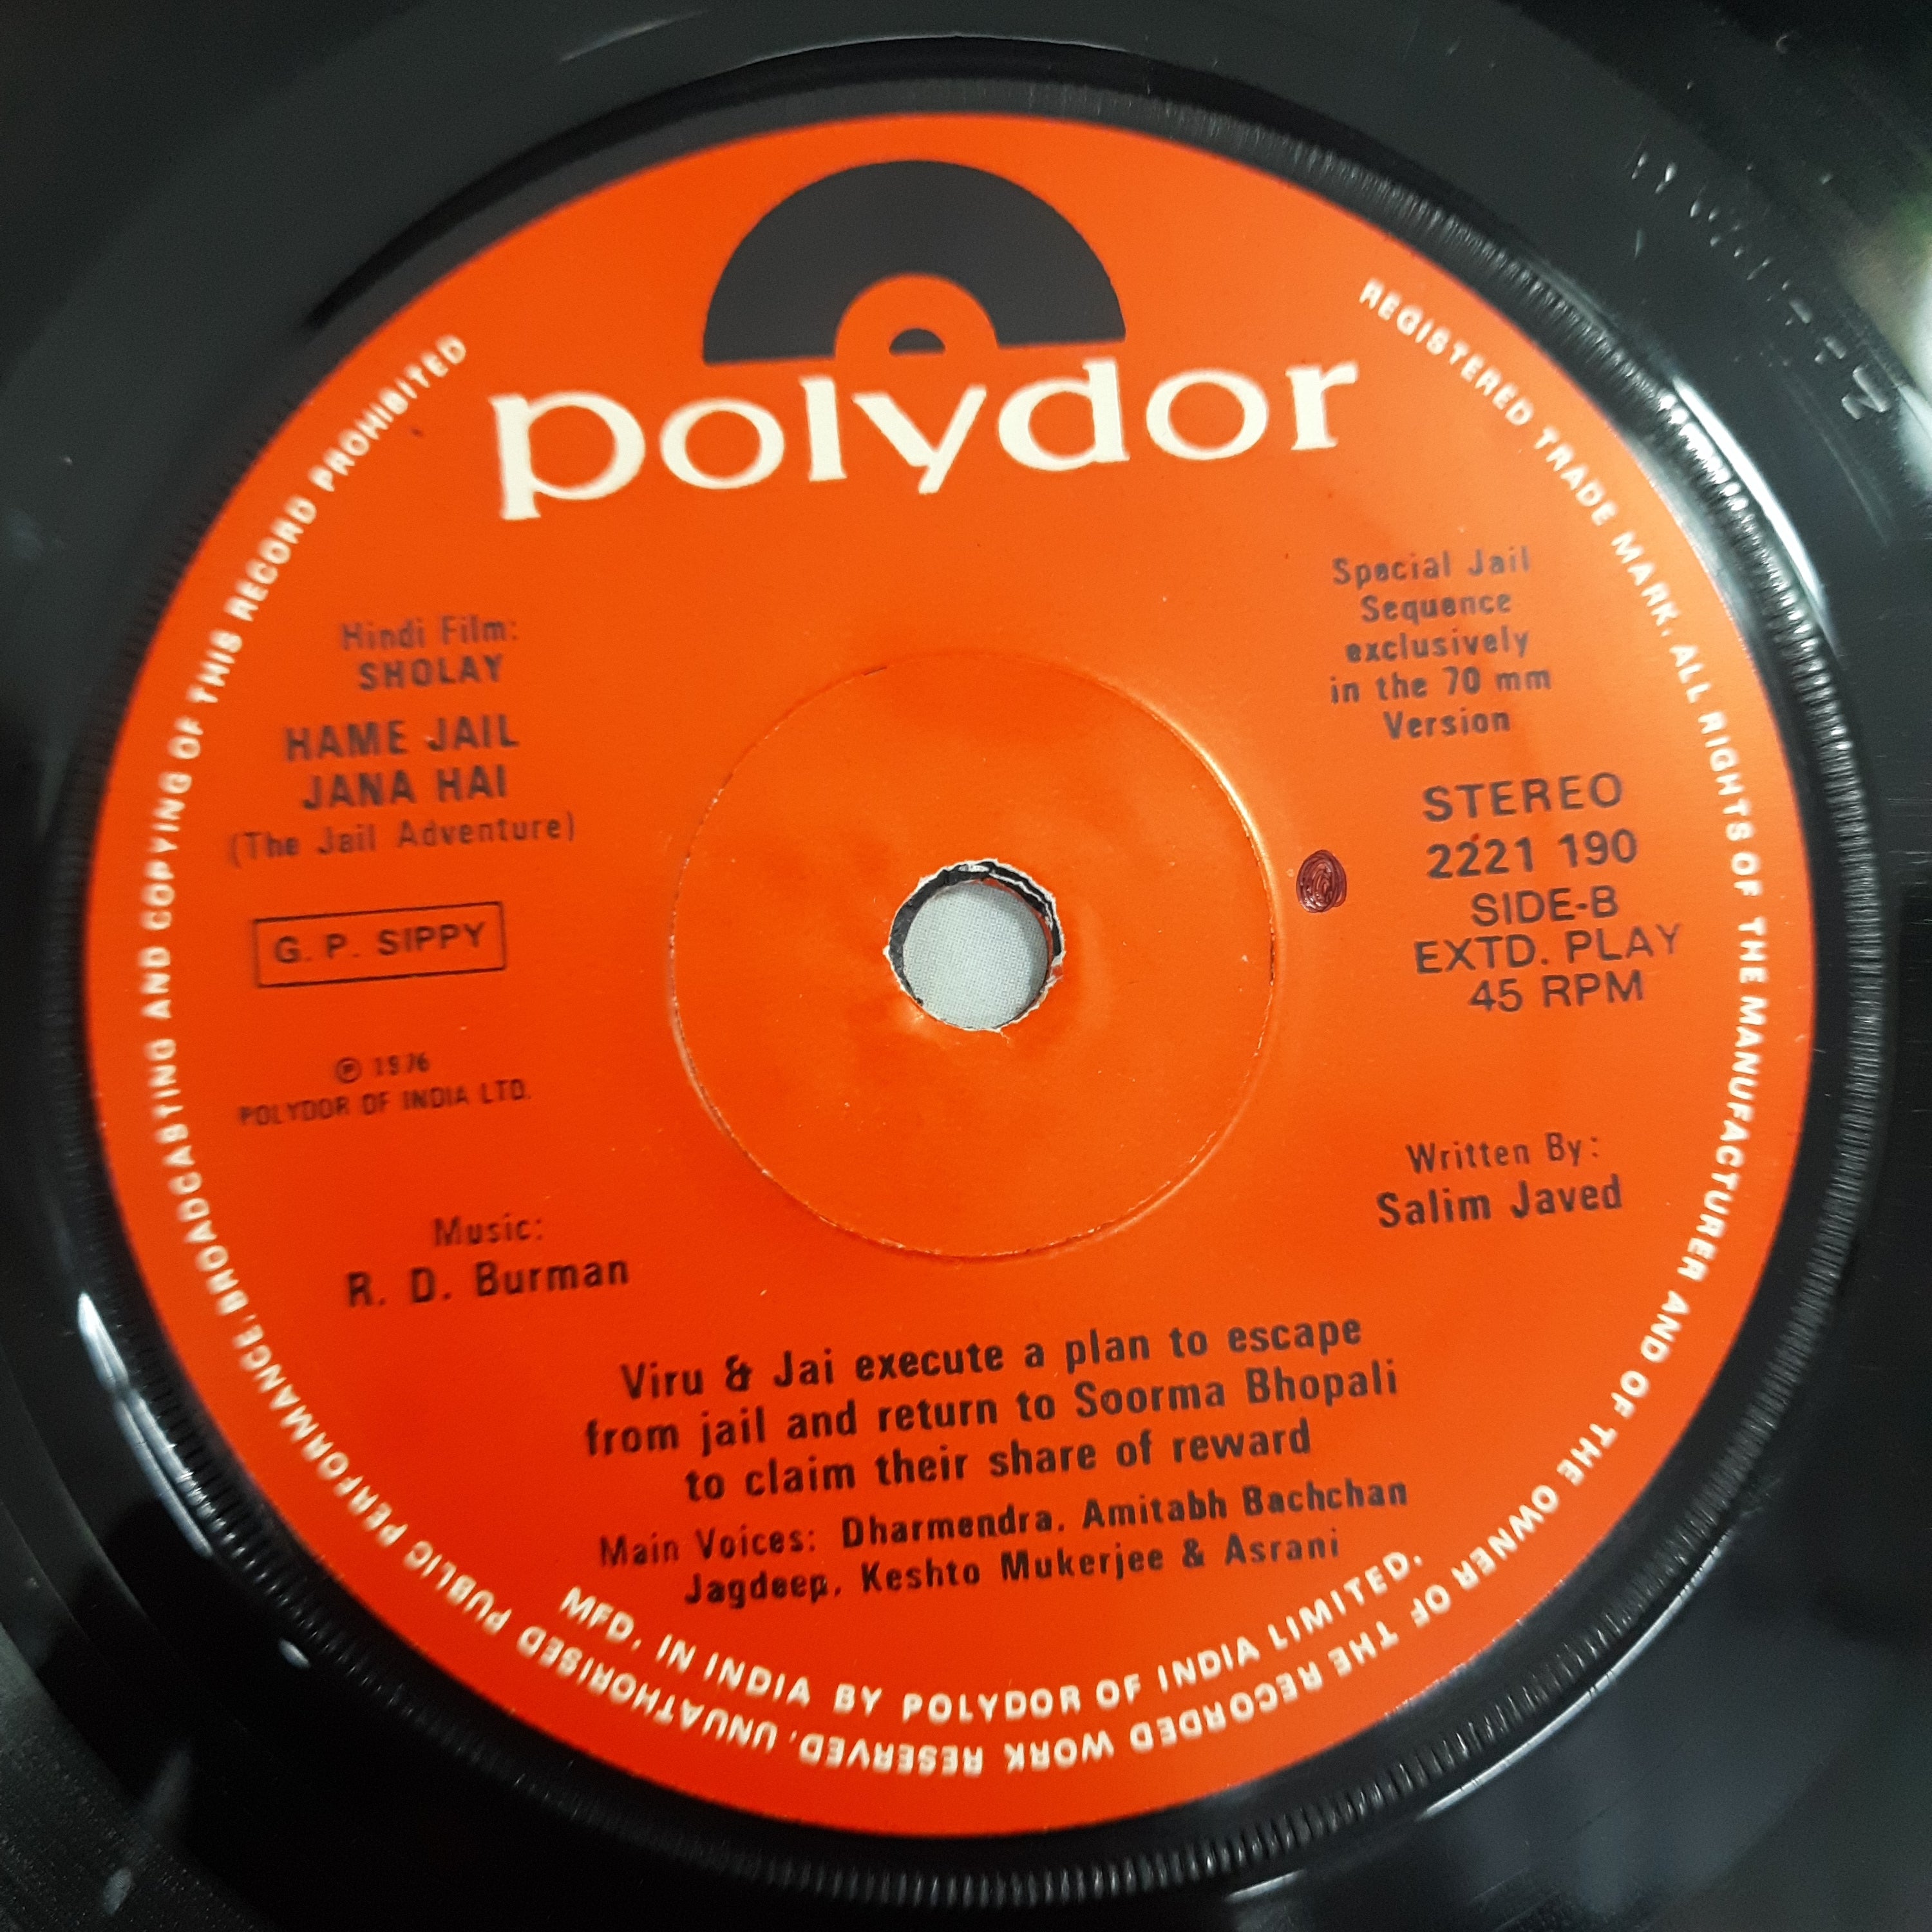 polydor
Hindi Film:
SHOLAY
HAME JAIL
JANA HAI
(The Jail Adventure)
G. P. SIPPY
℗ 1976
POLYDOR OF INDIA LTD.
Music:
R. D. Burman
Special Jail
Sequence
exclusively
in the 70 mm
Version
STEREO
2221 190
SIDE-B
EXTD. PLAY
45 RPM
Written By:
Salim Javed
Viru & Jai execute a plan to escape
from jail and return to Soorma Bhopali
to claim their share of reward
Main Voices: Dharmendra, Amitabh Bachchan
Jagdeep, Keshto Mukerjee & Asrani
MFD. IN INDIA BY POLYDOR OF INDIA LIMITED.
REGISTERED TRADE MARK. ALL RIGHTS OF THE MANUFACTURER AND OF THE OWNER OF THE RECORDED WORK RESERVED. UNUATHORISED PUBLIC PERFORMANCE, BROADCASTING AND COPYING OF THIS RECORD PROHIBITED